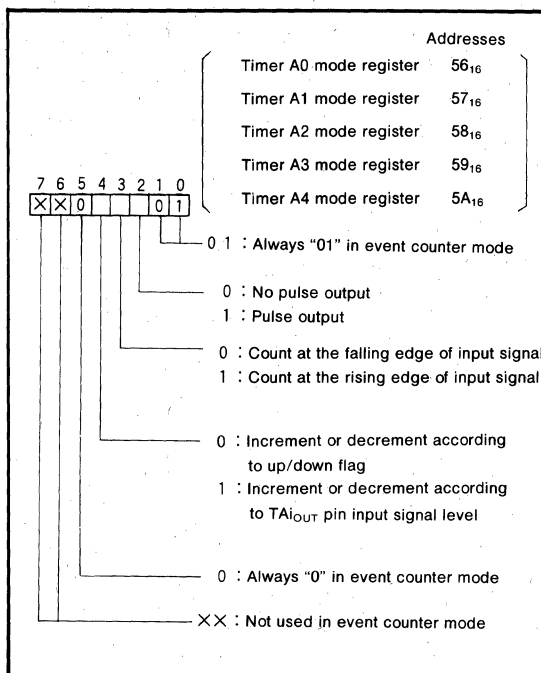 Addresses
Timer A0 mode register 56₁₆
Timer A1 mode register 57₁₆
Timer A2 mode register 58₁₆
Timer A3 mode register 59₁₆
Timer A4 mode register 5A₁₆
7 6 5 4 3 2 1 0
X X 0 0 1
0 1 : Always "01" in event counter mode
0 : No pulse output
1 : Pulse output
0 : Count at the falling edge of input signal
1 : Count at the rising edge of input signal
0 : Increment or decrement according
to up/down flag
1 : Increment or decrement according
to TAiOUT pin input signal level
0 : Always "0" in event counter mode
XX : Not used in event counter mode